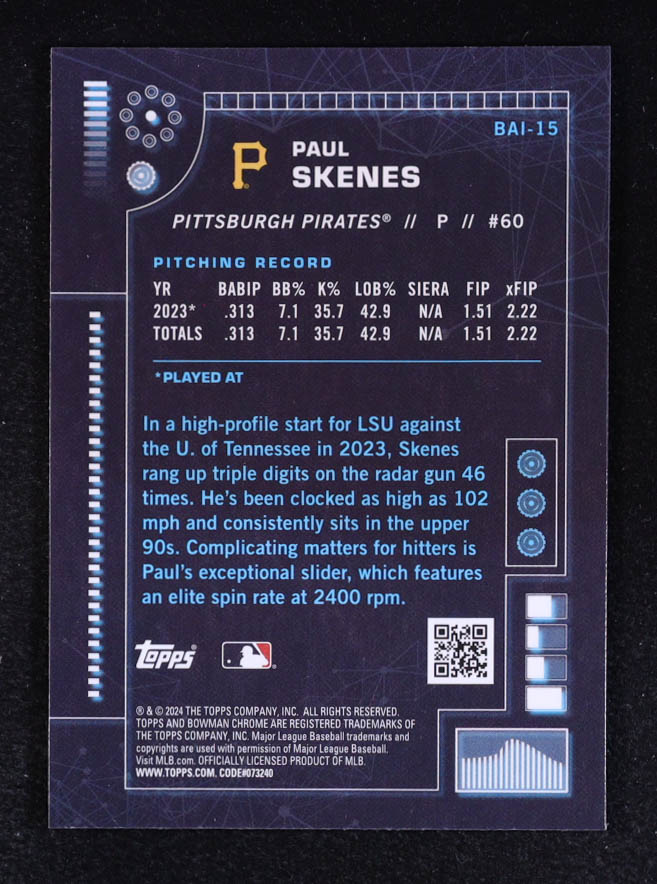 BAI-15
P
PAUL
SKENES
PITTSBURGH PIRATES® // P // #60
PITCHING RECORD
YR BABIP BB% K% LOB% SIERA FIP xFIP
2023* .313 7.1 35.7 42.9 N/A 1.51 2.22
TOTALS .313 7.1 35.7 42.9 N/A 1.51 2.22
*PLAYED AT
In a high-profile start for LSU against
the U. of Tennessee in 2023, Skenes
rang up triple digits on the radar gun 46
times. He's been clocked as high as 102
mph and consistently sits in the upper
90s. Complicating matters for hitters is
Paul's exceptional slider, which features
an elite spin rate at 2400 rpm.
topps®
® & © 2024 THE TOPPS COMPANY, INC. ALL RIGHTS RESERVED.
TOPPS AND BOWMAN CHROME ARE REGISTERED TRADEMARKS OF
THE TOPPS COMPANY, INC. Major League Baseball trademarks and
copyrights are used with permission of Major League Baseball.
Visit MLB.com. OFFICIALLY LICENSED PRODUCT OF MLB.
WWW.TOPPS.COM. CODE#073240